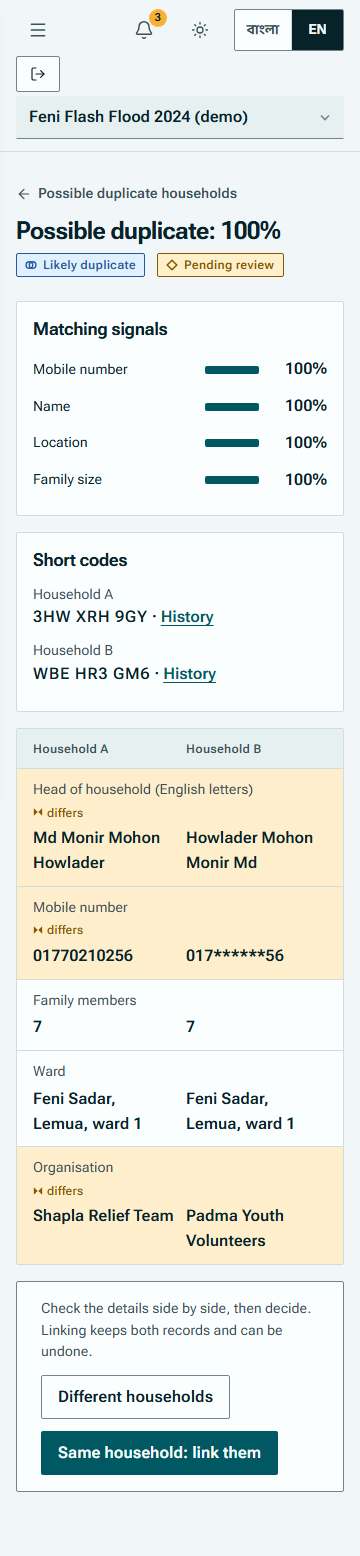 3
বাংলা
EN
Feni Flash Flood 2024 (demo)
Possible duplicate households
Possible duplicate: 100%
Likely duplicate
Pending review
Matching signals
Mobile number 100%
Name 100%
Location 100%
Family size 100%
Short codes
Household A
3HW XRH 9GY · History
Household B
WBE HR3 GM6 · History
Household A Household B
Head of household (English letters)
differs
Md Monir Mohon Howlader Mohon
Howlader Monir Md
Mobile number
differs
01770210256 017******56
Family members
7 7
Ward
Feni Sadar, Feni Sadar,
Lemua, ward 1 Lemua, ward 1
Organisation
differs
Shapla Relief Team Padma Youth
Volunteers
Check the details side by side, then decide.
Linking keeps both records and can be
undone.
Different households
Same household: link them